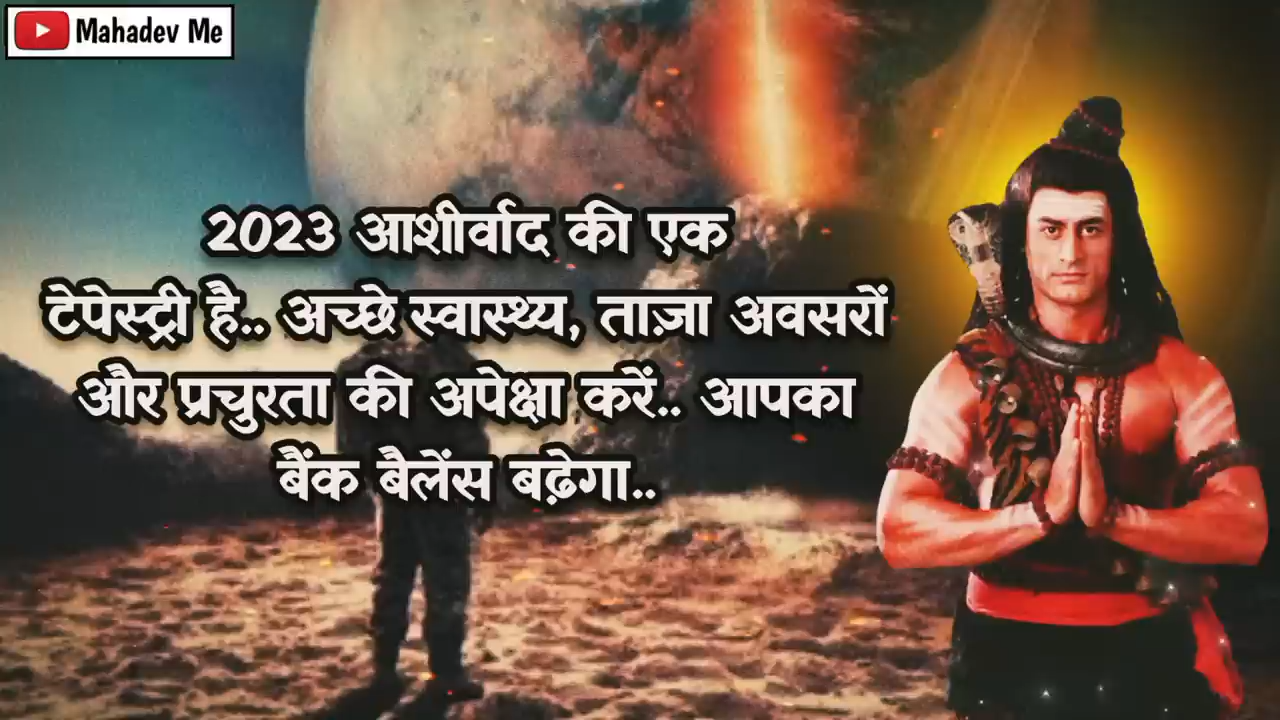 Mahadev Me
2023 आशीर्वाद की एक
टेपेस्ट्री है.. अच्छे स्वास्थ्य, ताज़ा अवसरों
और प्रचुरता की अपेक्षा करें.. आपका
बैंक बैलेंस बढ़ेगा..